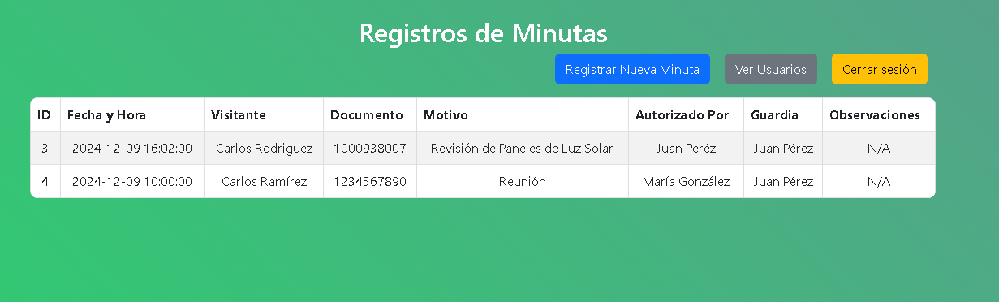 Registros de Minutas
Registrar Nueva Minuta Ver Usuarios Cerrar sesión
ID Fecha y Hora Visitante Documento Motivo Autorizado Por Guardia Observaciones
3 2024-12-09 16:02:00 Carlos Rodriguez 1000938007 Revisión de Paneles de Luz Solar Juan Peréz Juan Pérez N/A
4 2024-12-09 10:00:00 Carlos Ramírez 1234567890 Reunión María González Juan Pérez N/A